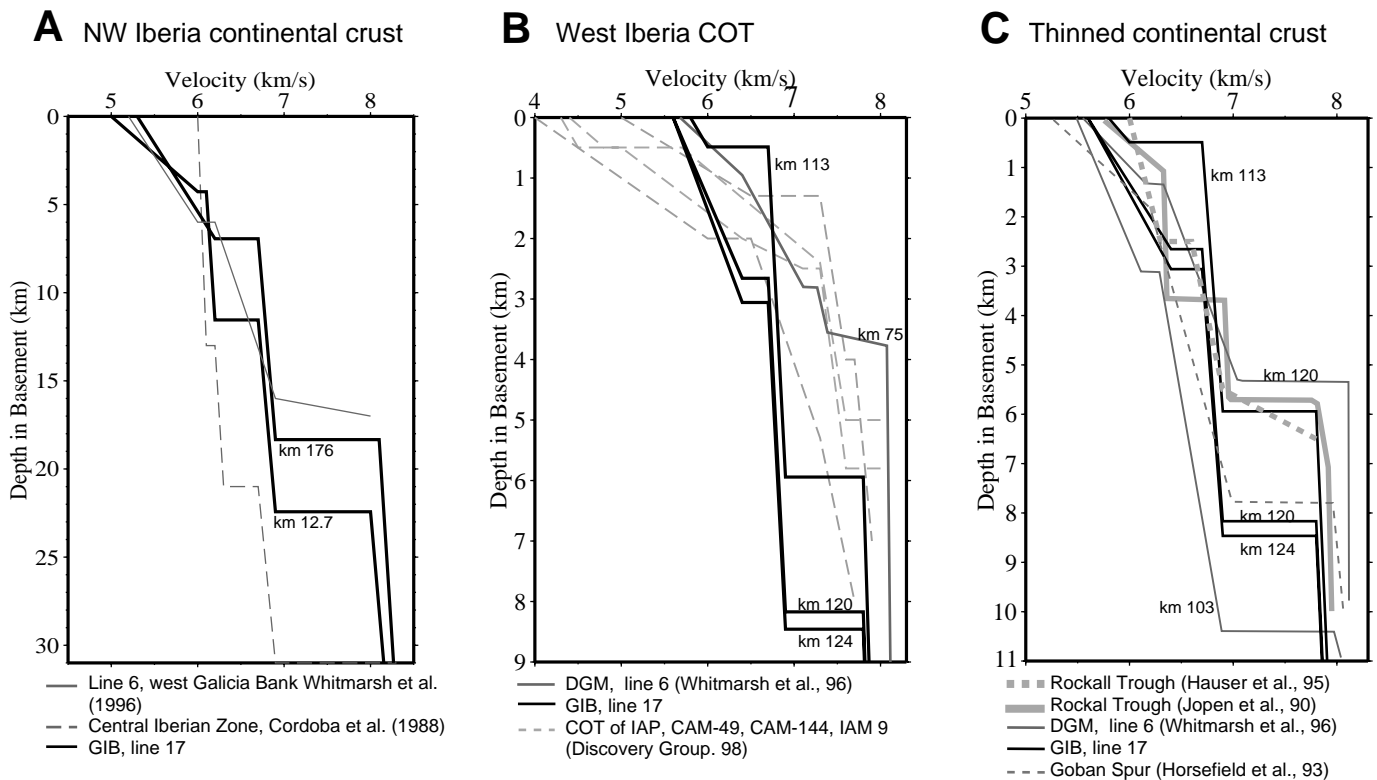 A NW Iberia continental crust
Velocity (km/s)
5 6 7 8
0
5
10
15
20
25
30
Depth in Basement (km)
km 176
km 12.7
Line 6, west Galicia Bank Whitmarsh et al.
(1996)
Central Iberian Zone, Cordoba et al. (1988)
GIB, line 17
B West Iberia COT
Velocity (km/s)
4 5 6 7 8
0
1
2
3
4
5
6
7
8
9
Depth in Basement (km)
km 113
km 75
km 120
km 124
DGM, line 6 (Whitmarsh et al., 96)
GIB, line 17
COT of IAP, CAM-49, CAM-144, IAM 9
(Discovery Group. 98)
C Thinned continental crust
Velocity (km/s)
5 6 7 8
0
1
2
3
4
5
6
7
8
9
10
11
Depth in Basement (km)
km 113
km 120
km 120
km 124
km 103
Rockall Trough (Hauser et al., 95)
Rockal Trough (Jopen et al., 90)
DGM, line 6 (Whitmarsh et al., 96)
GIB, line 17
Goban Spur (Horsefield et al., 93)